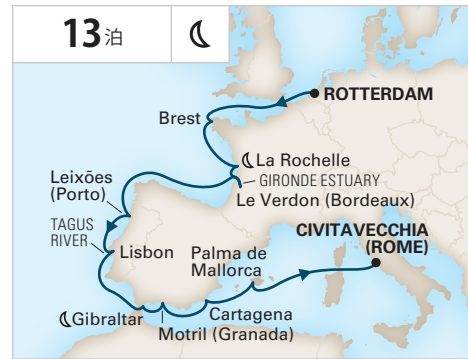 13泊
ROTTERDAM
Brest
La Rochelle
GIRONDE ESTUARY
Le Verdon (Bordeaux)
Leixões
(Porto)
TAGUS
RIVER
Lisbon
CIVITAVECCHIA
(ROME)
Palma de
Mallorca
Gibraltar
Cartagena
Motril (Granada)